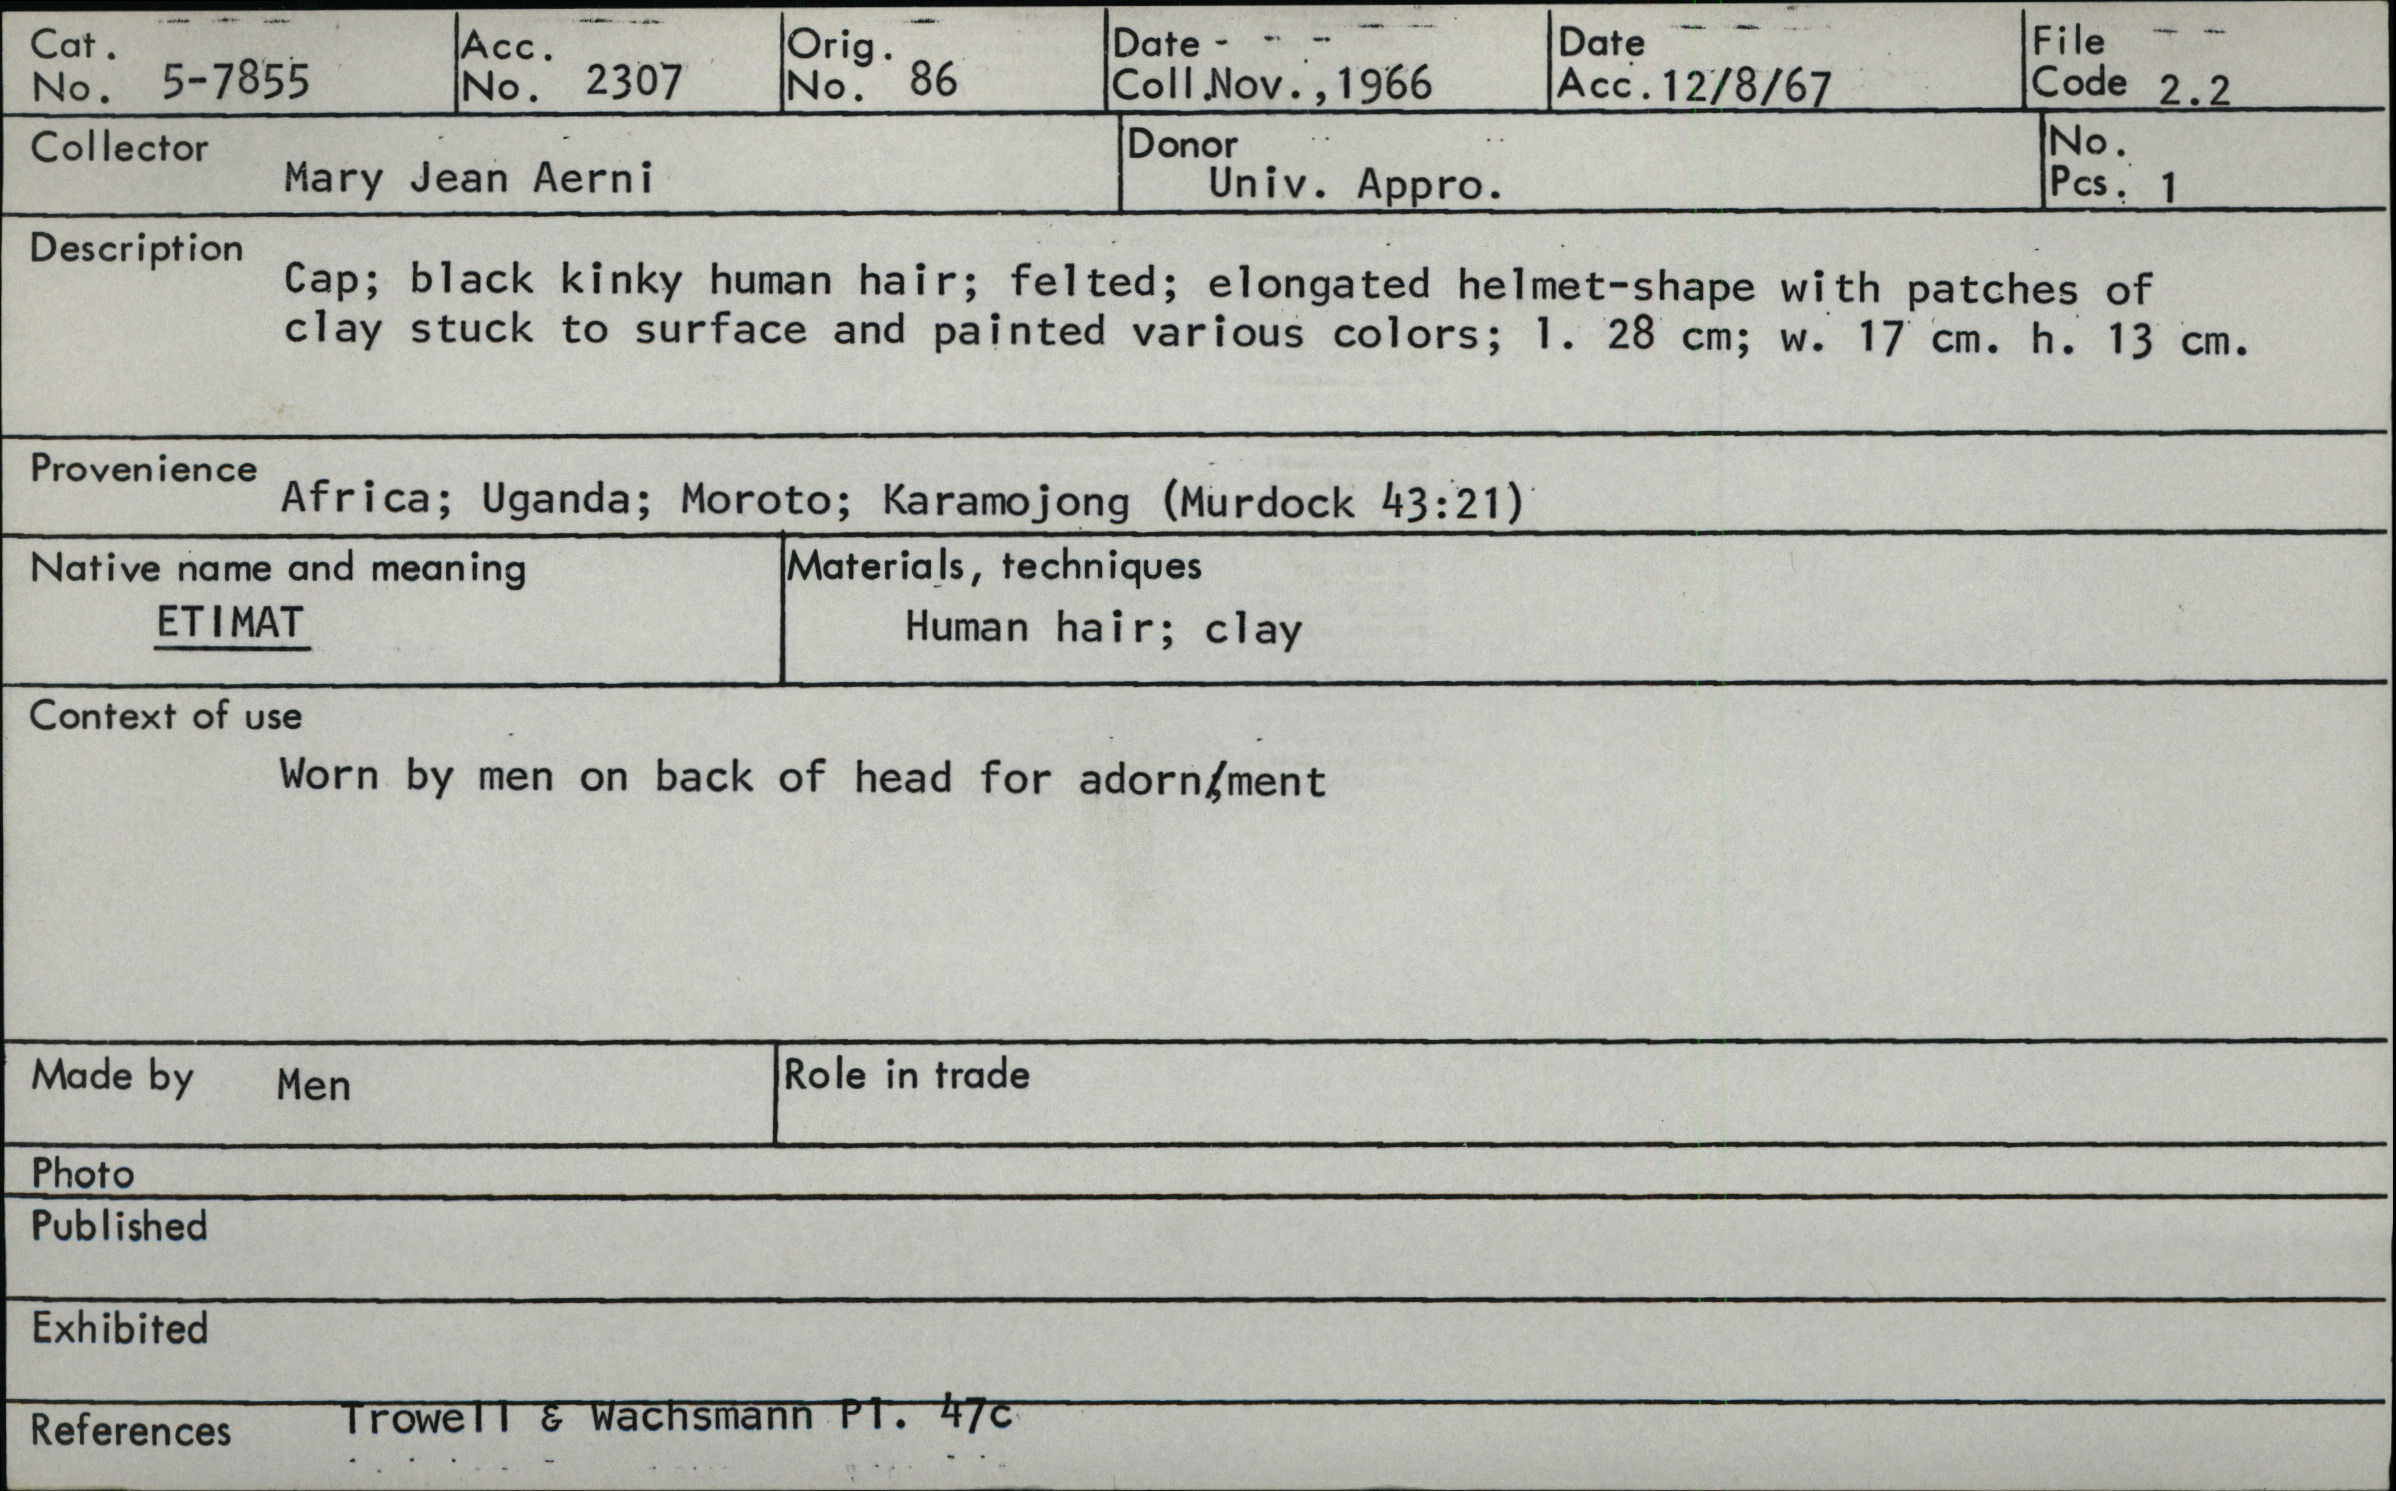 Cat. No. 5-7855
Acc. No. 2307
Orig. No. 86
Date Coll. Nov., 1966
Date Acc. 12/8/67
File Code 2.2
Collector Mary Jean Aerni
Donor Univ. Appro.
No. Pcs. 1
Description
Cap; black kinky human hair; felted; elongated helmet-shape with patches of
clay stuck to surface and painted various colors; l. 28 cm; w. 17 cm. h. 13 cm.
Provenience Africa; Uganda; Moroto; Karamojong (Murdock 43:21)
Native name and meaning
ETIMAT
Materials, techniques
Human hair; clay
Context of use
Worn by men on back of head for adorn/ment
Made by Men
Role in trade
Photo
Published
Exhibited
References Trowell & Wachsmann Pl. 47c